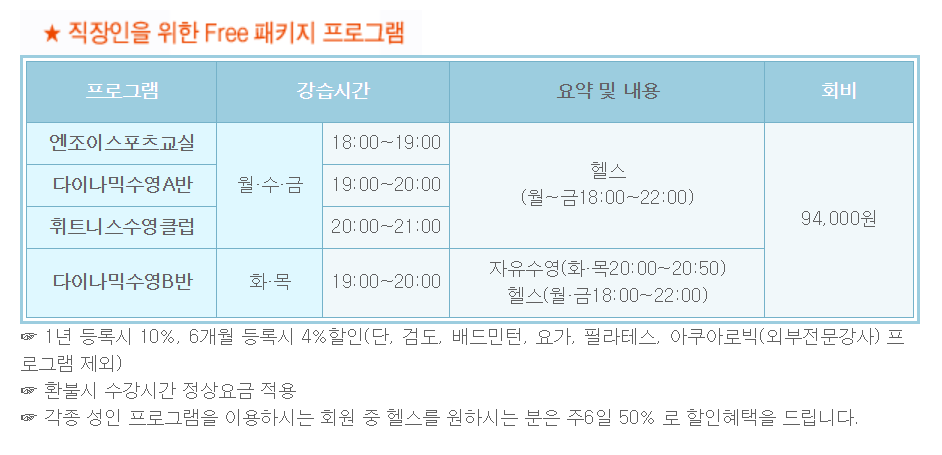 ★ 직장인을 위한 Free 패키지 프로그램
프로그램 강습시간 요약 및 내용 회비
엔조이스포츠교실 18:00~19:00
다이나믹수영A반 월·수·금 19:00~20:00 헬스
(월~금18:00~22:00)
휘트니스수영클럽 20:00~21:00
94,000원
다이나믹수영B반 화·목 19:00~20:00 자유수영(화·목20:00~20:50)
헬스(월·금18:00~22:00)
☞ 1년 등록시 10%, 6개월 등록시 4%할인(단, 검도, 배드민턴, 요가, 필라테스, 아쿠아로빅(외부전문강사) 프
로그램 제외)
☞ 환불시 수강시간 정상요금 적용
☞ 각종 성인 프로그램을 이용하시는 회원 중 헬스를 원하시는 분은 주6일 50% 로 할인혜택을 드립니다.